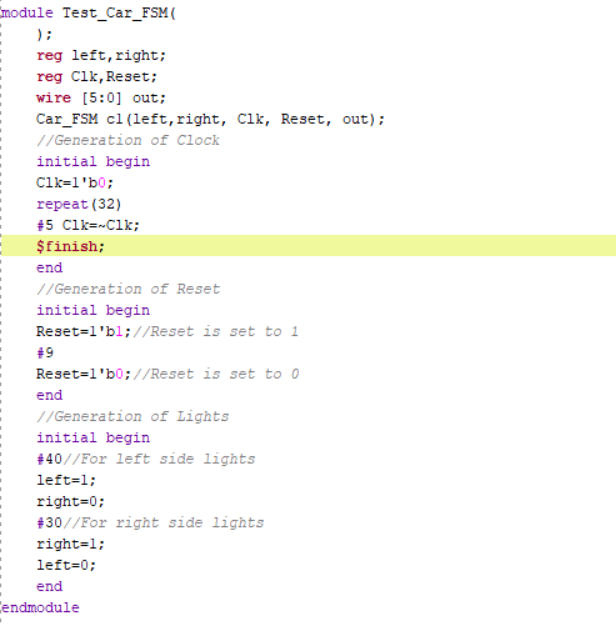 module Test_Car_FSM(
);
reg left,right;
reg Clk,Reset;
wire [5:0] out;
Car_FSM c1(left,right, Clk, Reset, out);
//Generation of Clock
initial begin
Clk=1'b0;
repeat(32)
#5 Clk=~Clk;
$finish;
end
//Generation of Reset
initial begin
Reset=1'b1;//Reset is set to 1
#9
Reset=1'b0;//Reset is set to 0
end
//Generation of Lights
initial begin
#40//For left side lights
left=1;
right=0;
#30//For right side lights
right=1;
left=0;
end
endmodule